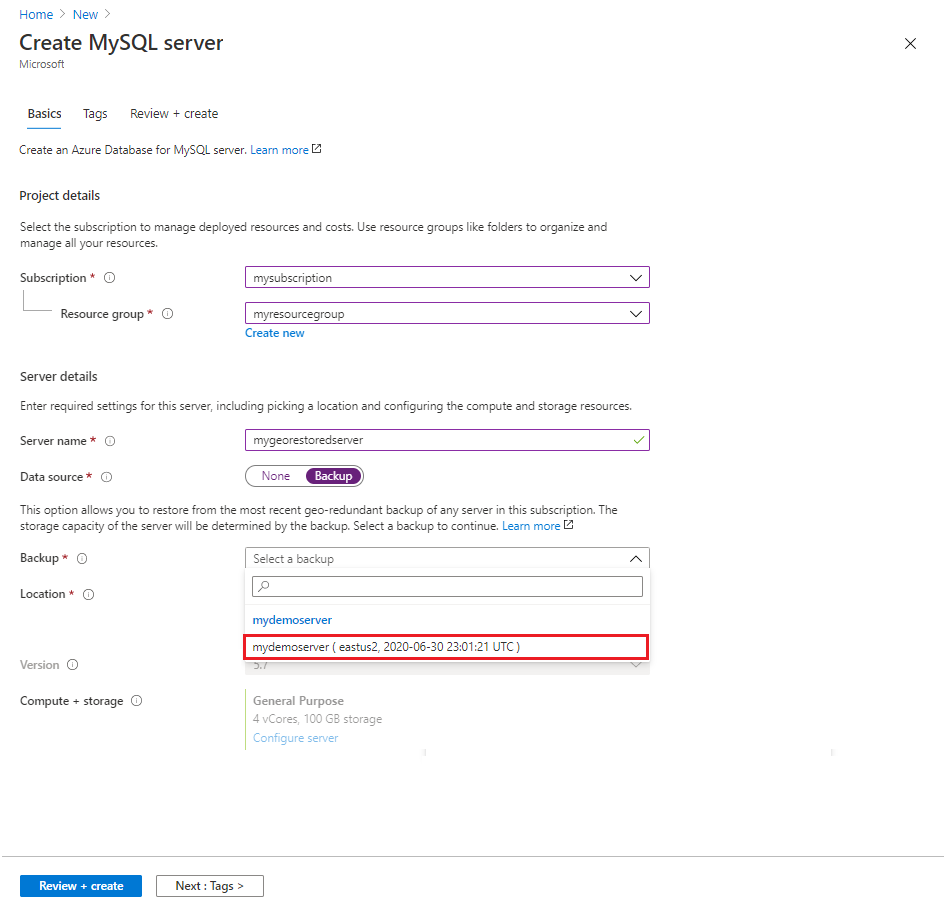 Home > New >
Create MySQL server
Microsoft
Basics Tags Review + create
Create an Azure Database for MySQL server. Learn more
Project details
Select the subscription to manage deployed resources and costs. Use resource groups like folders to organize and
manage all your resources.
Subscription * mysubscription
Resource group * myresourcegroup
Create new
Server details
Enter required settings for this server, including picking a location and configuring the compute and storage resources.
Server name * mygeorestoredserver
Data source * None Backup
This option allows you to restore from the most recent geo-redundant backup of any server in this subscription. The
storage capacity of the server will be determined by the backup. Select a backup to continue. Learn more
Backup * Select a backup
Location *
mydemoserver
mydemoserver ( eastus2, 2020-06-30 23:01:21 UTC )
Version 5.7
Compute + storage General Purpose
4 vCores, 100 GB storage
Configure server
Review + create Next : Tags >